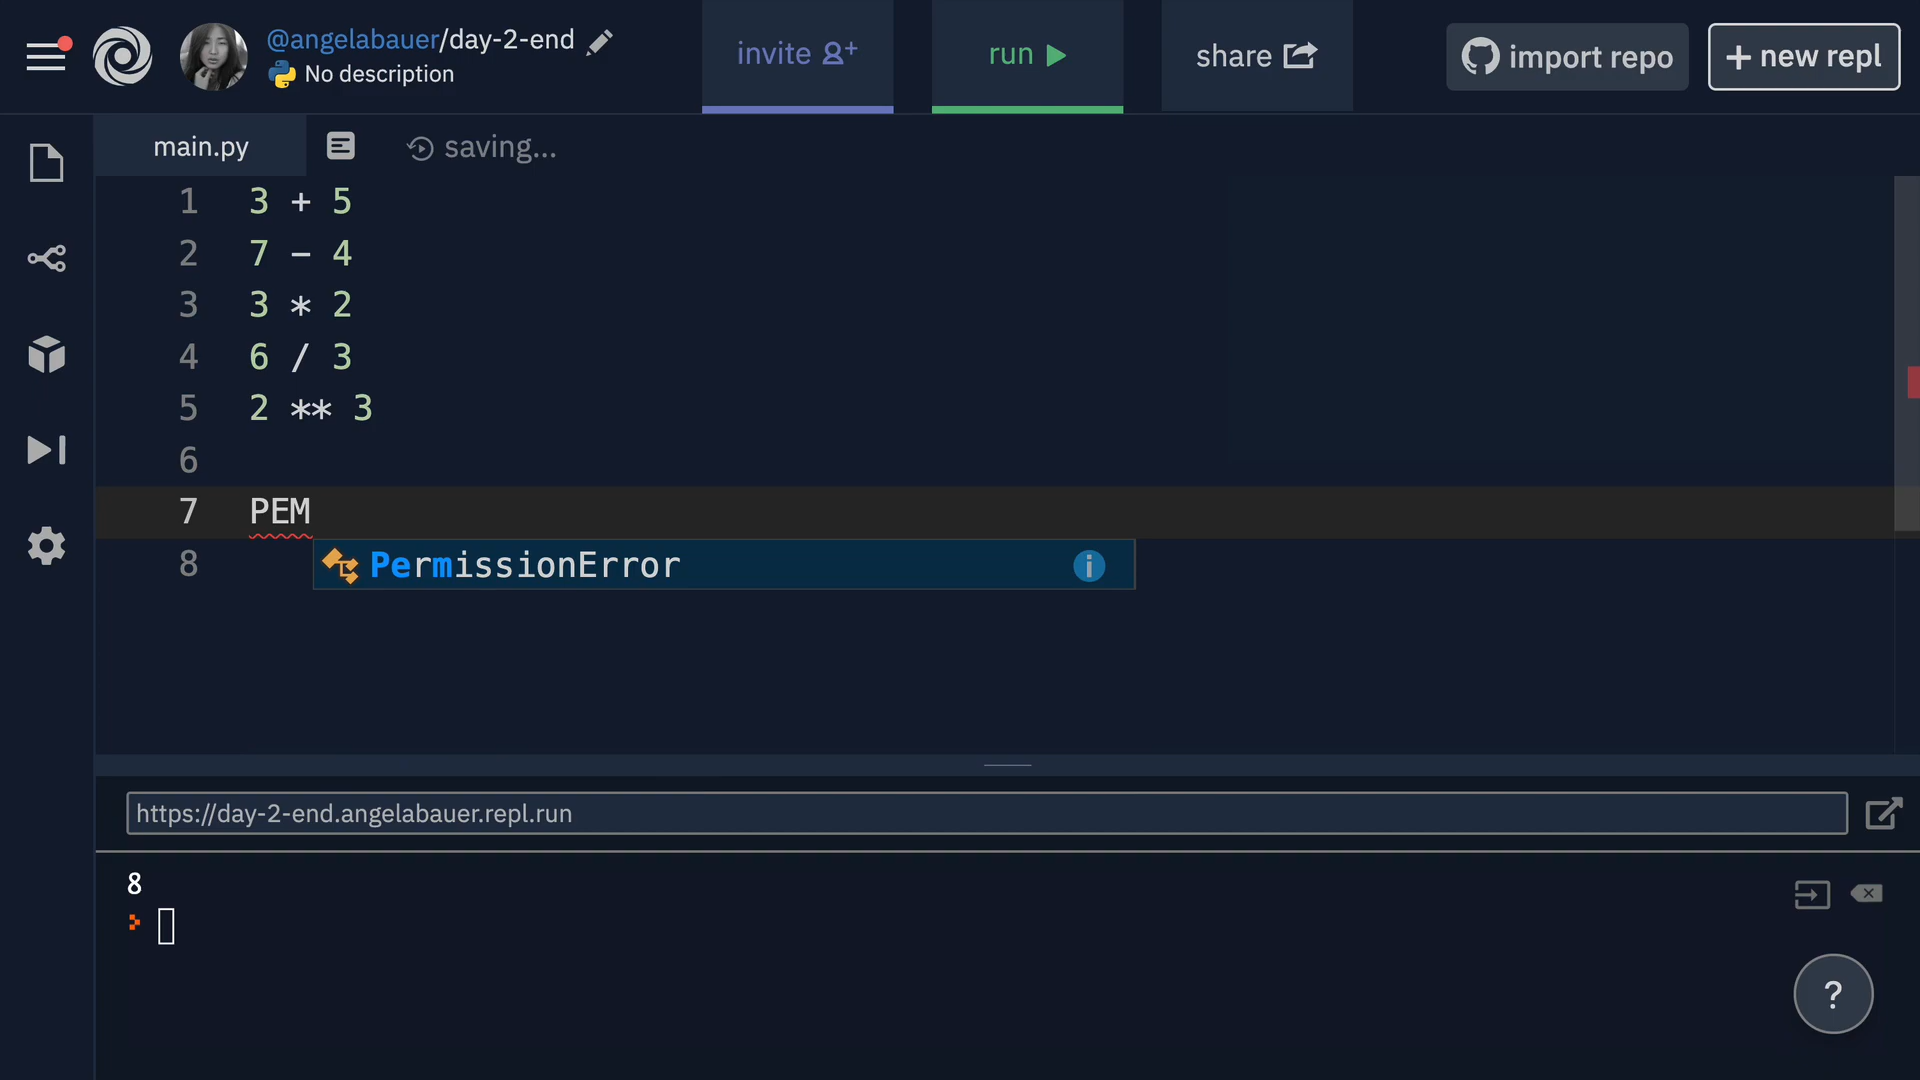 @angelabauer/day-2-end
No description
invite
run
share
import repo
+ new repl
main.py
saving...
1 3 + 5
2 7 - 4
3 3 * 2
4 6 / 3
5 2 ** 3
6
7 PEM
8 PermissionError
https://day-2-end.angelabauer.repl.run
8
?